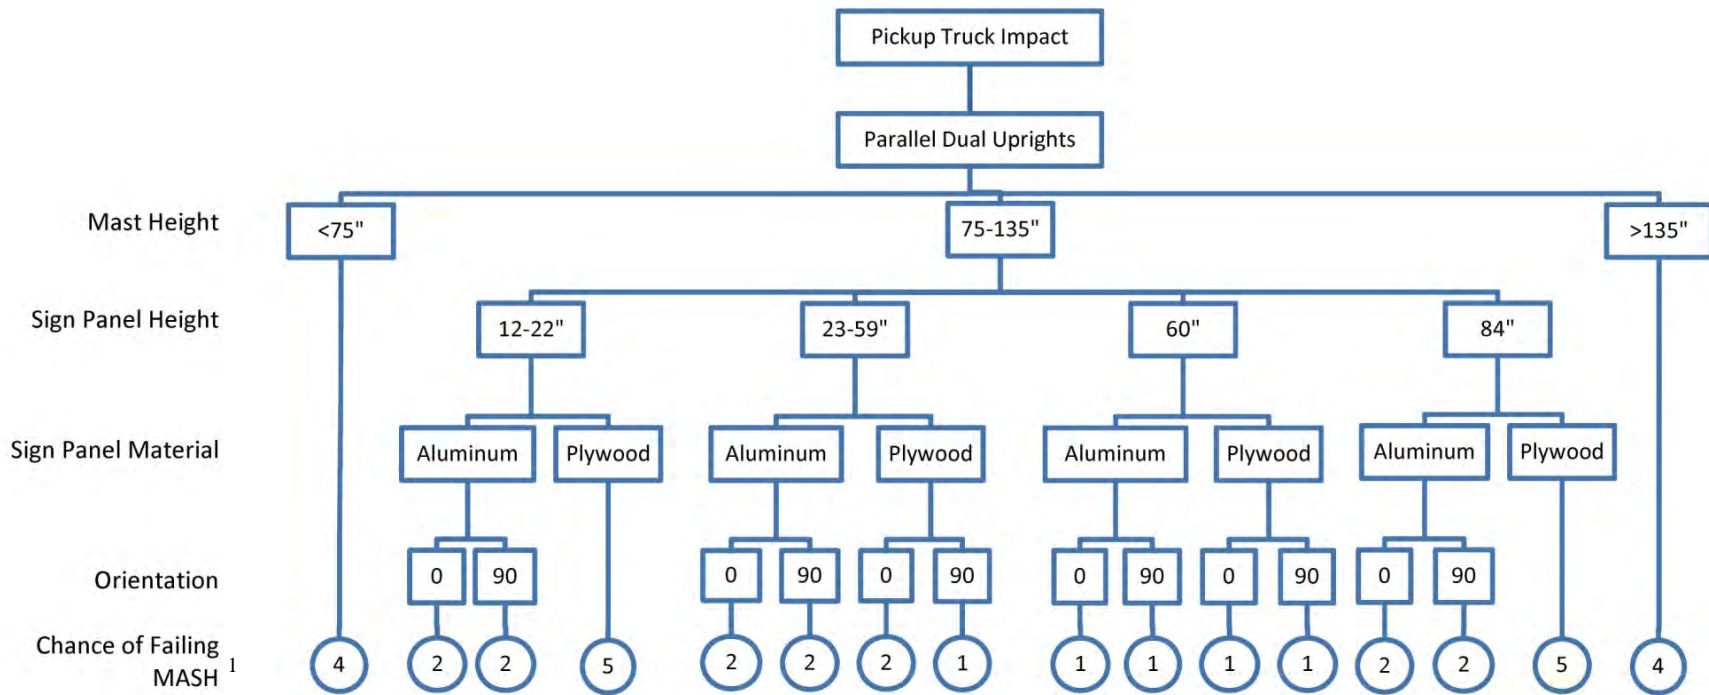 Pickup Truck Impact
Parallel Dual Uprights
Mast Height
<75"
75-135"
>135"
Sign Panel Height
12-22"
23-59"
60"
84"
Sign Panel Material
Aluminum
Plywood
Aluminum
Plywood
Aluminum
Plywood
Aluminum
Plywood
Orientation
0
90
0
90
0
90
0
90
0
90
0
90
Chance of Failing
MASH 1
4
2
2
5
2
2
2
1
1
1
1
1
2
2
5
4